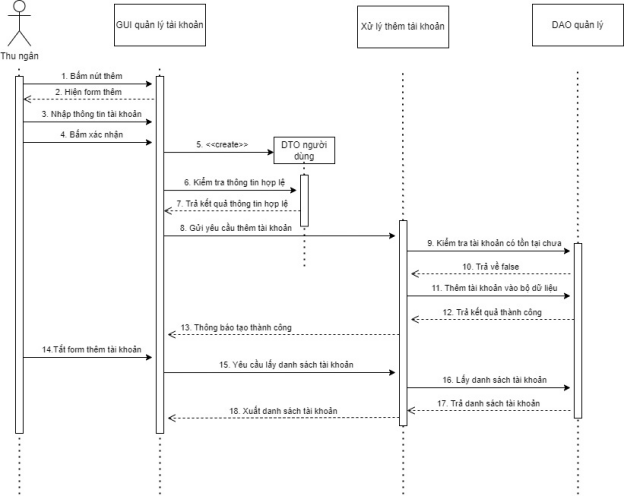 GUI quản lý tài khoản
Xử lý thêm tài khoản
DAO quản lý
Thu ngân
1. Bấm nút thêm
2. Hiện form thêm
3. Nhập thông tin tài khoản
4. Bấm xác nhận
5. <<create>>
DTO người
dùng
6. Kiểm tra thông tin hợp lệ
7. Trả kết quả thông tin hợp lệ
8. Gửi yêu cầu thêm tài khoản
9. Kiểm tra tài khoản có tồn tại chưa
10. Trả về false
11. Thêm tài khoản vào bộ dữ liệu
12. Trả kết quả thành công
13. Thông báo tạo thành công
14.Tắt form thêm tài khoản
15. Yêu cầu lấy danh sách tài khoản
16. Lấy danh sách tài khoản
17. Trả danh sách tài khoản
18. Xuất danh sách tài khoản